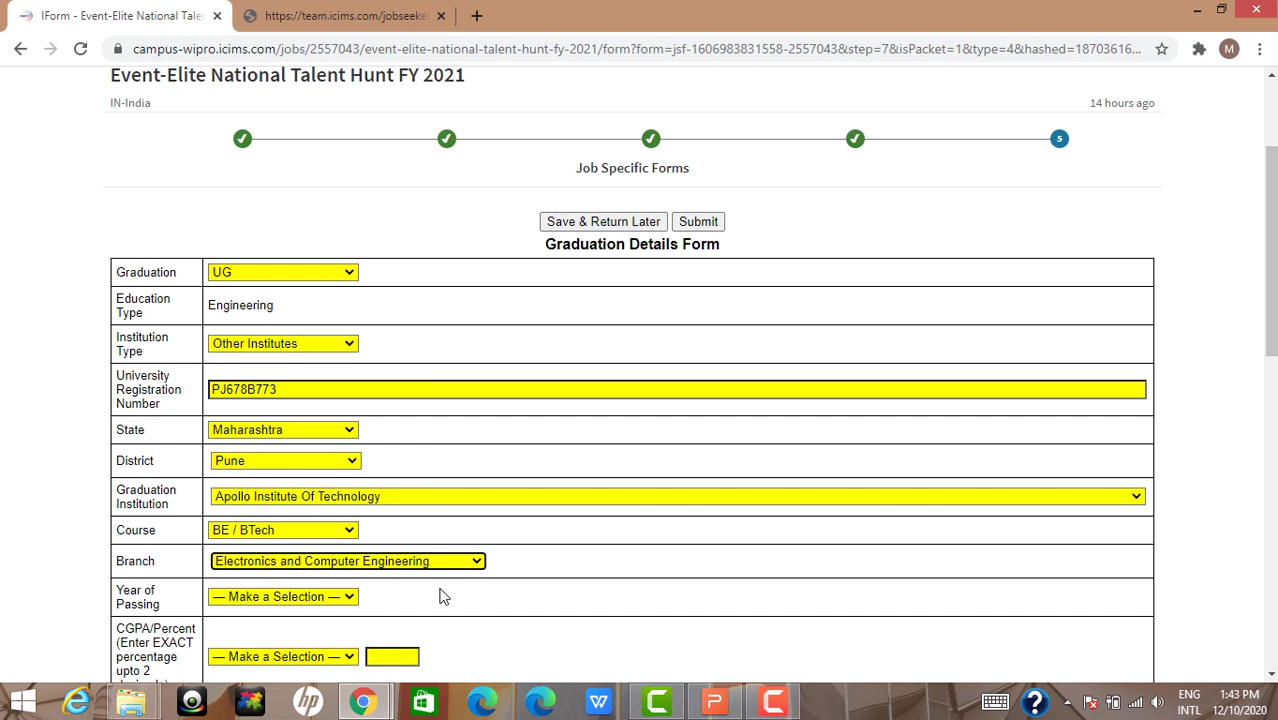 IForm - Event-Elite National Tale
https://team.icims.com/jobseeke
campus-wipro.icims.com/jobs/2557043/event-elite-national-talent-hunt-fy-2021/form?form=jsf-1606983831558-2557043&step=7&isPacket=1&type=4&hashed=18703616...
M
Event-Elite National Talent Hunt FY 2021
IN-India
14 hours ago
5
Job Specific Forms
Save & Return Later
Submit
Graduation Details Form
Graduation
UG
Education
Type
Engineering
Institution
Type
Other Institutes
University
Registration
Number
PJ678B773
State
Maharashtra
District
Pune
Graduation
Institution
Apollo Institute Of Technology
Course
BE / BTech
Branch
Electronics and Computer Engineering
Year of
Passing
— Make a Selection —
CGPA/Percent
(Enter EXACT
percentage
upto 2
— Make a Selection —
hp
W
C
P
C
?
ENG
INTL
1:43 PM
12/10/2020